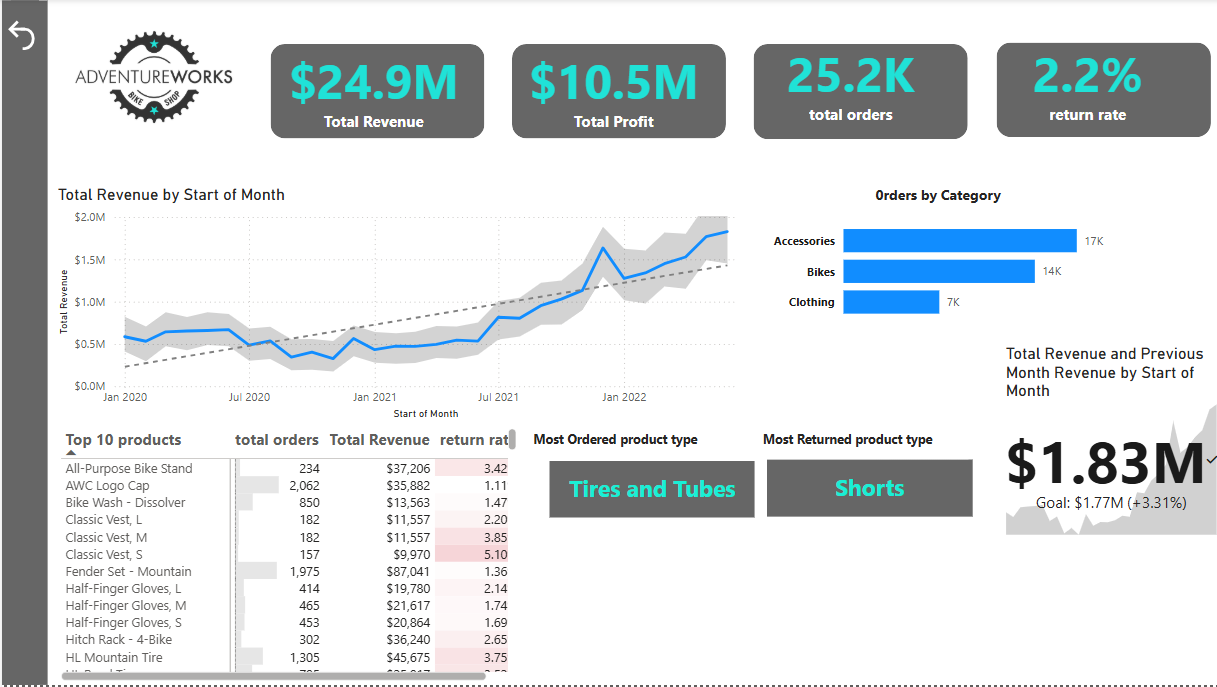 ADVENTUREWORKS
BIKE SHOP
$24.9M
Total Revenue
$10.5M
Total Profit
25.2K
total orders
2.2%
return rate
Total Revenue by Start of Month
Total Revenue
$2.0M
$1.5M
$1.0M
$0.5M
$0.0M
Jan 2020 Jul 2020 Jan 2021 Jul 2021 Jan 2022
Start of Month
0rders by Category
Accessories 17K
Bikes 14K
Clothing 7K
Total Revenue and Previous
Month Revenue by Start of
Month
$1.83M
Goal: $1.77M (+3.31%)
Top 10 products total orders Total Revenue return rat
All-Purpose Bike Stand 234 $37,206 3.42
AWC Logo Cap 2,062 $35,882 1.11
Bike Wash - Dissolver 850 $13,563 1.47
Classic Vest, L 182 $11,557 2.20
Classic Vest, M 182 $11,557 3.85
Classic Vest, S 157 $9,970 5.10
Fender Set - Mountain 1,975 $87,041 1.36
Half-Finger Gloves, L 414 $19,780 2.14
Half-Finger Gloves, M 465 $21,617 1.74
Half-Finger Gloves, S 453 $20,864 1.69
Hitch Rack - 4-Bike 302 $36,240 2.65
HL Mountain Tire 1,305 $45,675 3.75
Most Ordered product type
Tires and Tubes
Most Returned product type
Shorts